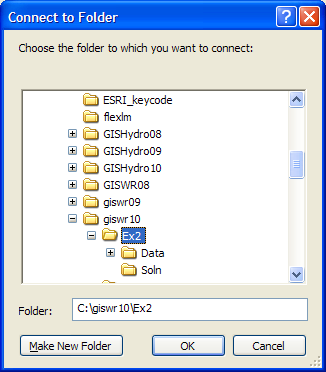 Connect to Folder
Choose the folder to which you want to connect:
ESRI_keycode
flexlm
GISHydro08
GISHydro09
GISHydro10
GISWR08
giswr09
giswr10
Ex2
Data
Soln
Folder: C:\giswr10\Ex2
Make New Folder OK Cancel